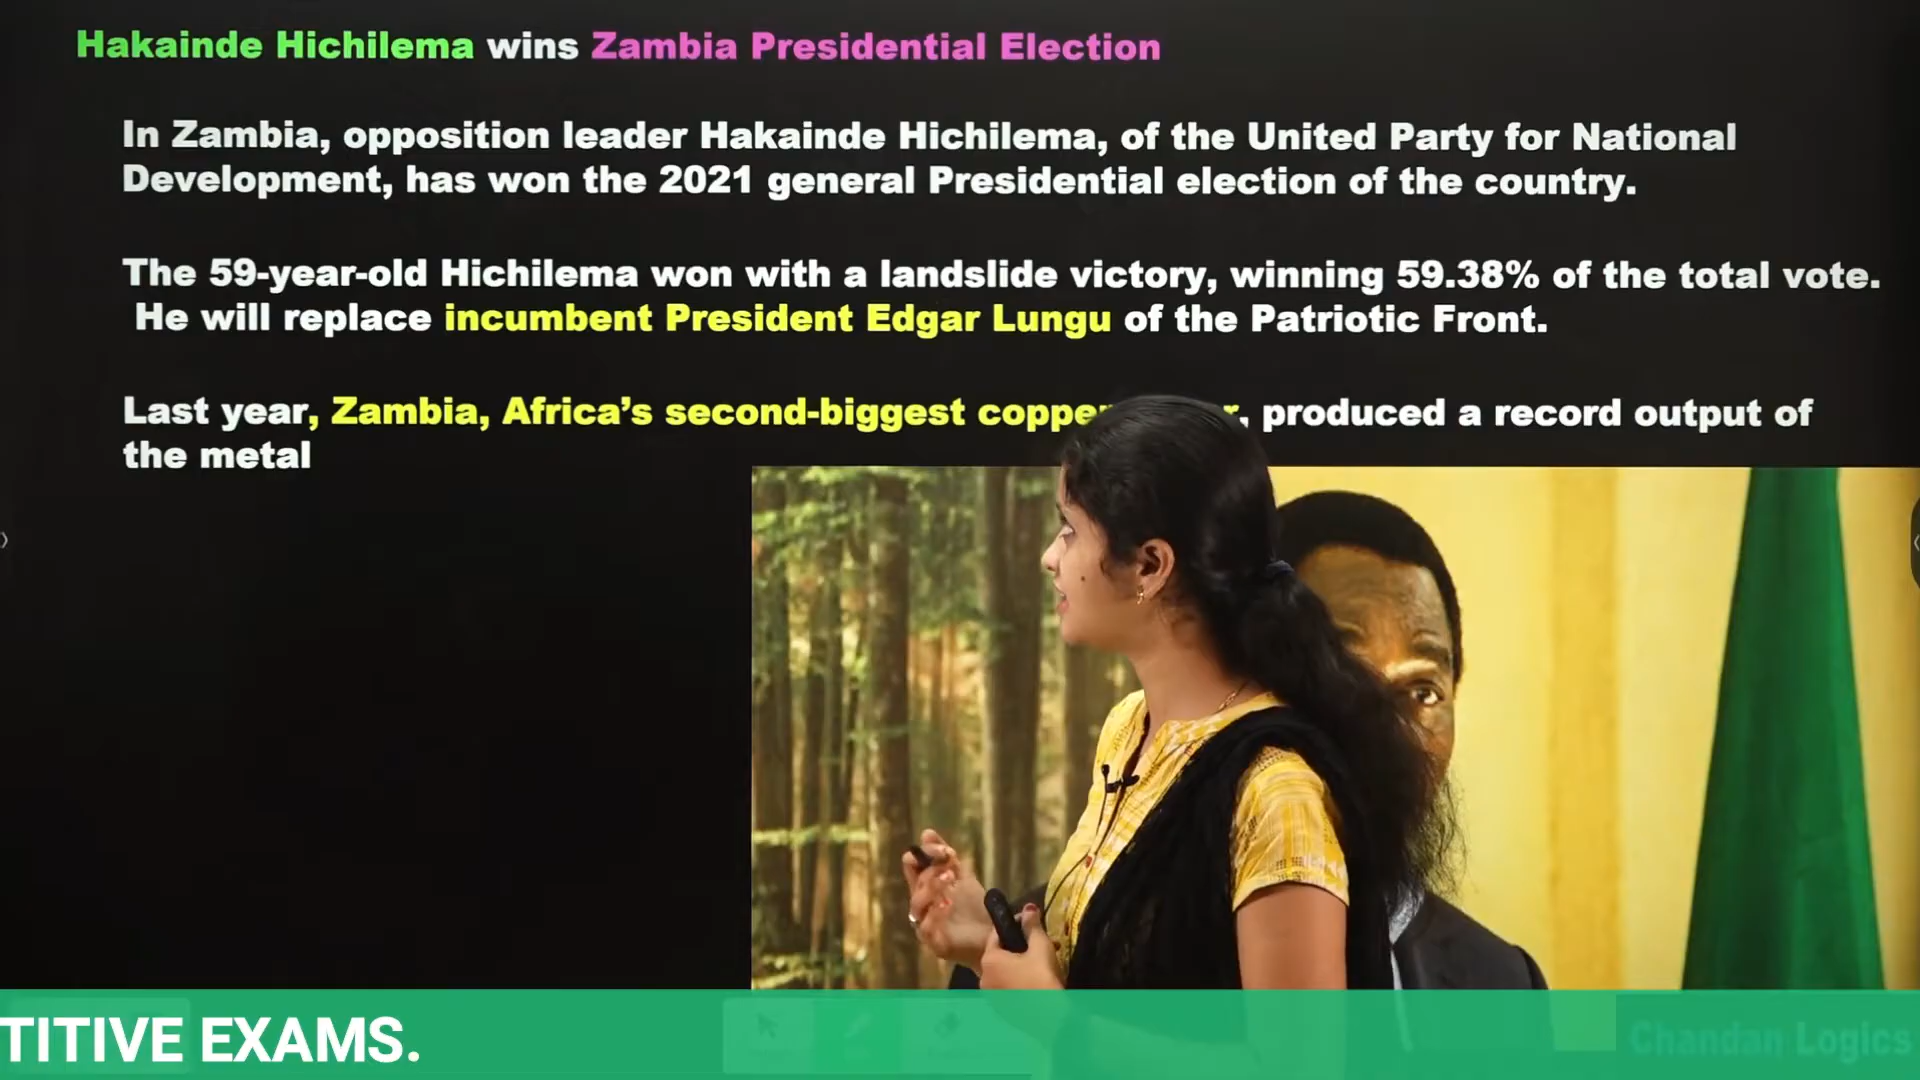 Hakainde Hichilema wins Zambia Presidential Election
In Zambia, opposition leader Hakainde Hichilema, of the United Party for National
Development, has won the 2021 general Presidential election of the country.
The 59-year-old Hichilema won with a landslide victory, winning 59.38% of the total vote.
He will replace incumbent President Edgar Lungu of the Patriotic Front.
Last year, Zambia, Africa’s second-biggest , produced a record output of
the metal
TITIVE EXAMS.
Chandan Logics